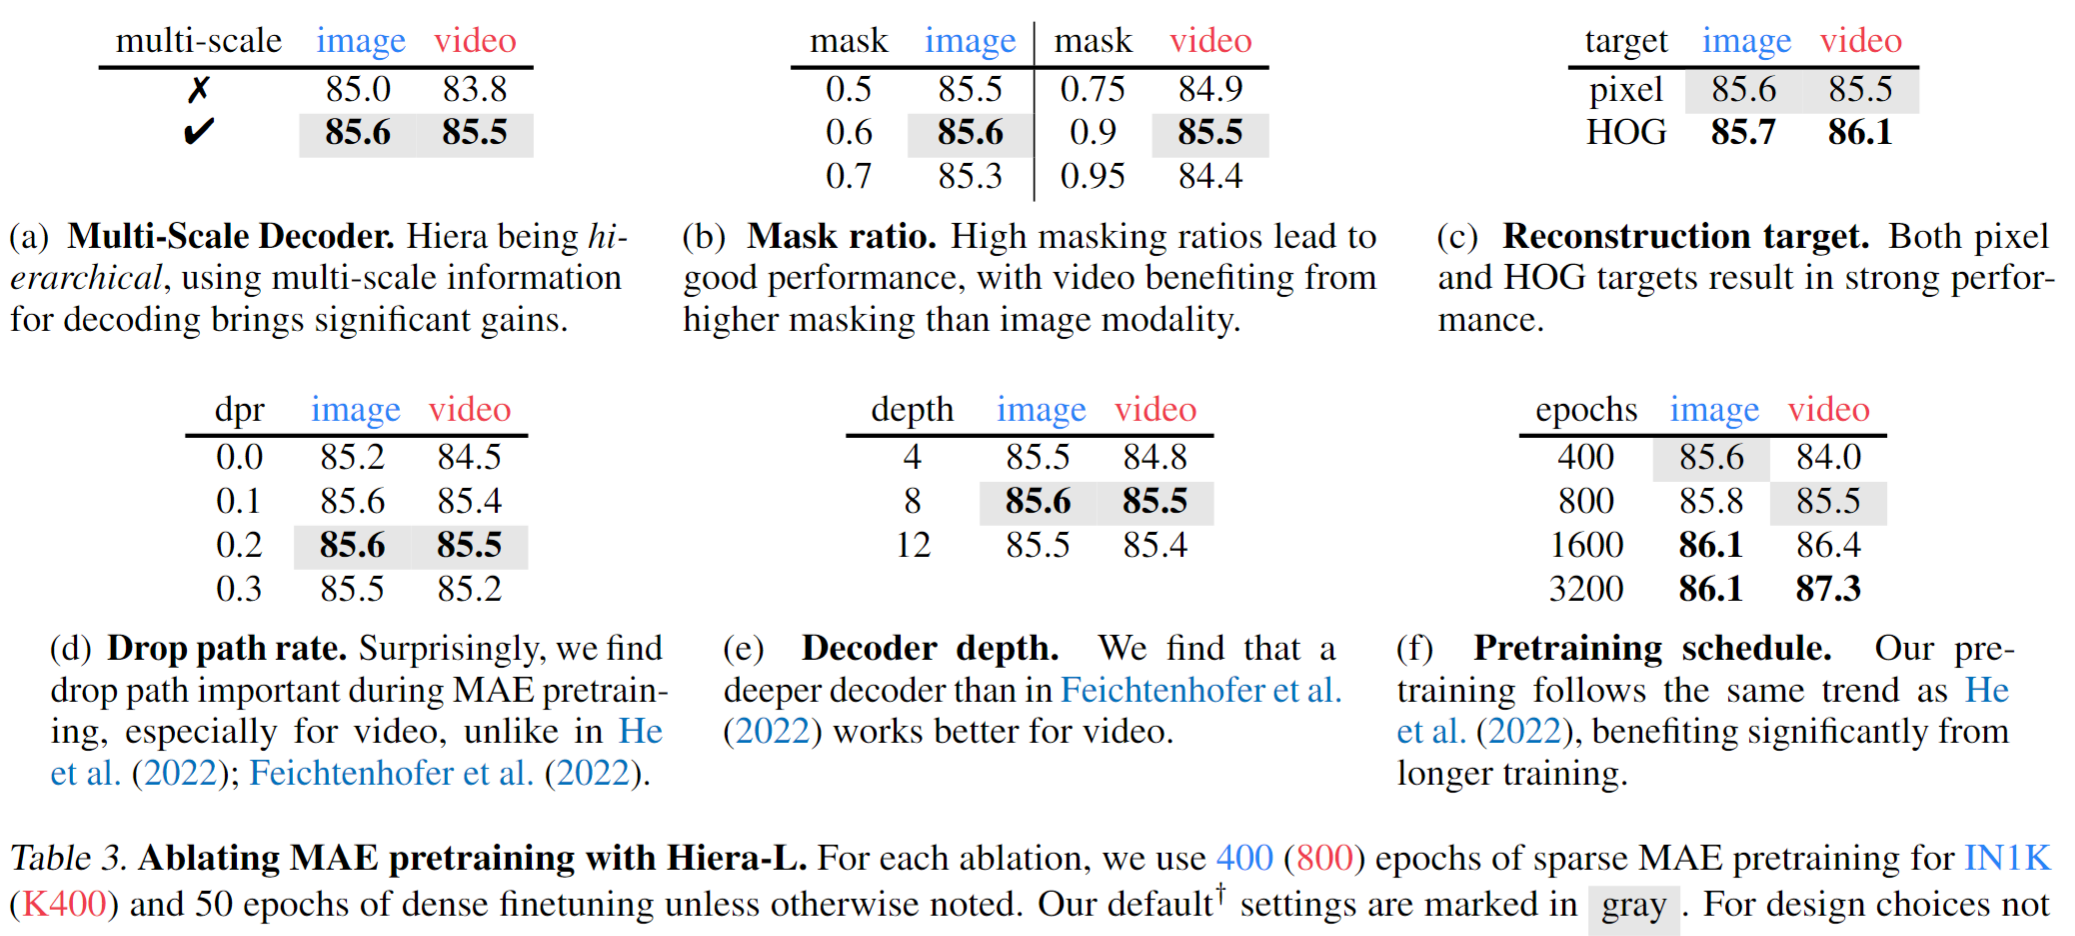 multi-scale image video
✗ 85.0 83.8
✔ 85.6 85.5
(a) Multi-Scale Decoder. Hiera being hi-
erarchical, using multi-scale information
for decoding brings significant gains.
mask image mask video
0.5 85.5 0.75 84.9
0.6 85.6 0.9 85.5
0.7 85.3 0.95 84.4
(b) Mask ratio. High masking ratios lead to
good performance, with video benefiting from
higher masking than image modality.
target image video
pixel 85.6 85.5
HOG 85.7 86.1
(c) Reconstruction target. Both pixel
and HOG targets result in strong perfor-
mance.
dpr image video
0.0 85.2 84.5
0.1 85.6 85.4
0.2 85.6 85.5
0.3 85.5 85.2
(d) Drop path rate. Surprisingly, we find
drop path important during MAE pretrain-
ing, especially for video, unlike in He
et al. (2022); Feichtenhofer et al. (2022).
depth image video
4 85.5 84.8
8 85.6 85.5
12 85.5 85.4
(e) Decoder depth. We find that a
deeper decoder than in Feichtenhofer et al.
(2022) works better for video.
epochs image video
400 85.6 84.0
800 85.8 85.5
1600 86.1 86.4
3200 86.1 87.3
(f) Pretraining schedule. Our pre-
training follows the same trend as He
et al. (2022), benefiting significantly from
longer training.
Table 3. Ablating MAE pretraining with Hiera-L. For each ablation, we use 400 (800) epochs of sparse MAE pretraining for IN1K
(K400) and 50 epochs of dense finetuning unless otherwise noted. Our default† settings are marked in gray . For design choices not